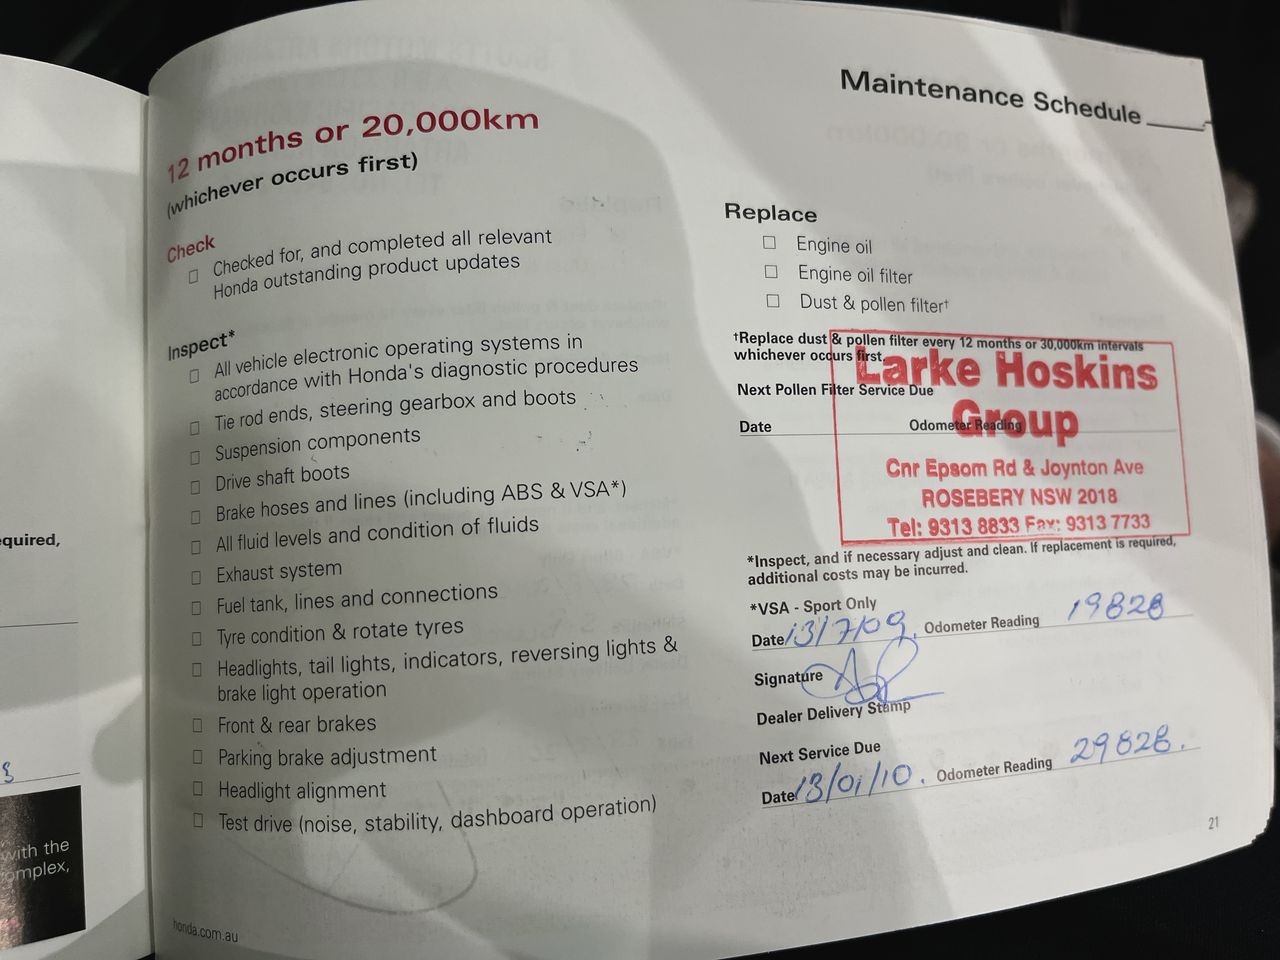 equired,
with the
omplex,
Maintenance Schedule
12 months or 20,000km
(whichever occurs first)
Check
Checked for, and completed all relevant
Honda outstanding product updates
Inspect*
All vehicle electronic operating systems in
accordance with Honda's diagnostic procedures
Tie rod ends, steering gearbox and boots
Suspension components
Drive shaft boots
Brake hoses and lines (including ABS & VSA*)
All fluid levels and condition of fluids
Exhaust system
Fuel tank, lines and connections
Tyre condition & rotate tyres
Headlights, tail lights, indicators, reversing lights &
brake light operation
Front & rear brakes
Parking brake adjustment
Headlight alignment
Test drive (noise, stability, dashboard operation)
honda.com.au
Replace
Engine oil
Engine oil filter
Dust & pollen filter†
†Replace dust & pollen filter every 12 months or 30,000km intervals
whichever occurs first.
Next Pollen Filter Service Due
Date Odometer Reading
Larke Hoskins
Group
Cnr Epsom Rd & Joynton Ave
ROSEBERY NSW 2018
Tel: 9313 8833 Fax: 9313 7733
*Inspect, and if necessary adjust and clean. If replacement is required,
additional costs may be incurred.
*VSA - Sport Only
Date 13/7/09. Odometer Reading 19828
Signature
Dealer Delivery Stamp
Next Service Due
Date 13/01/10. Odometer Reading 29828.
21